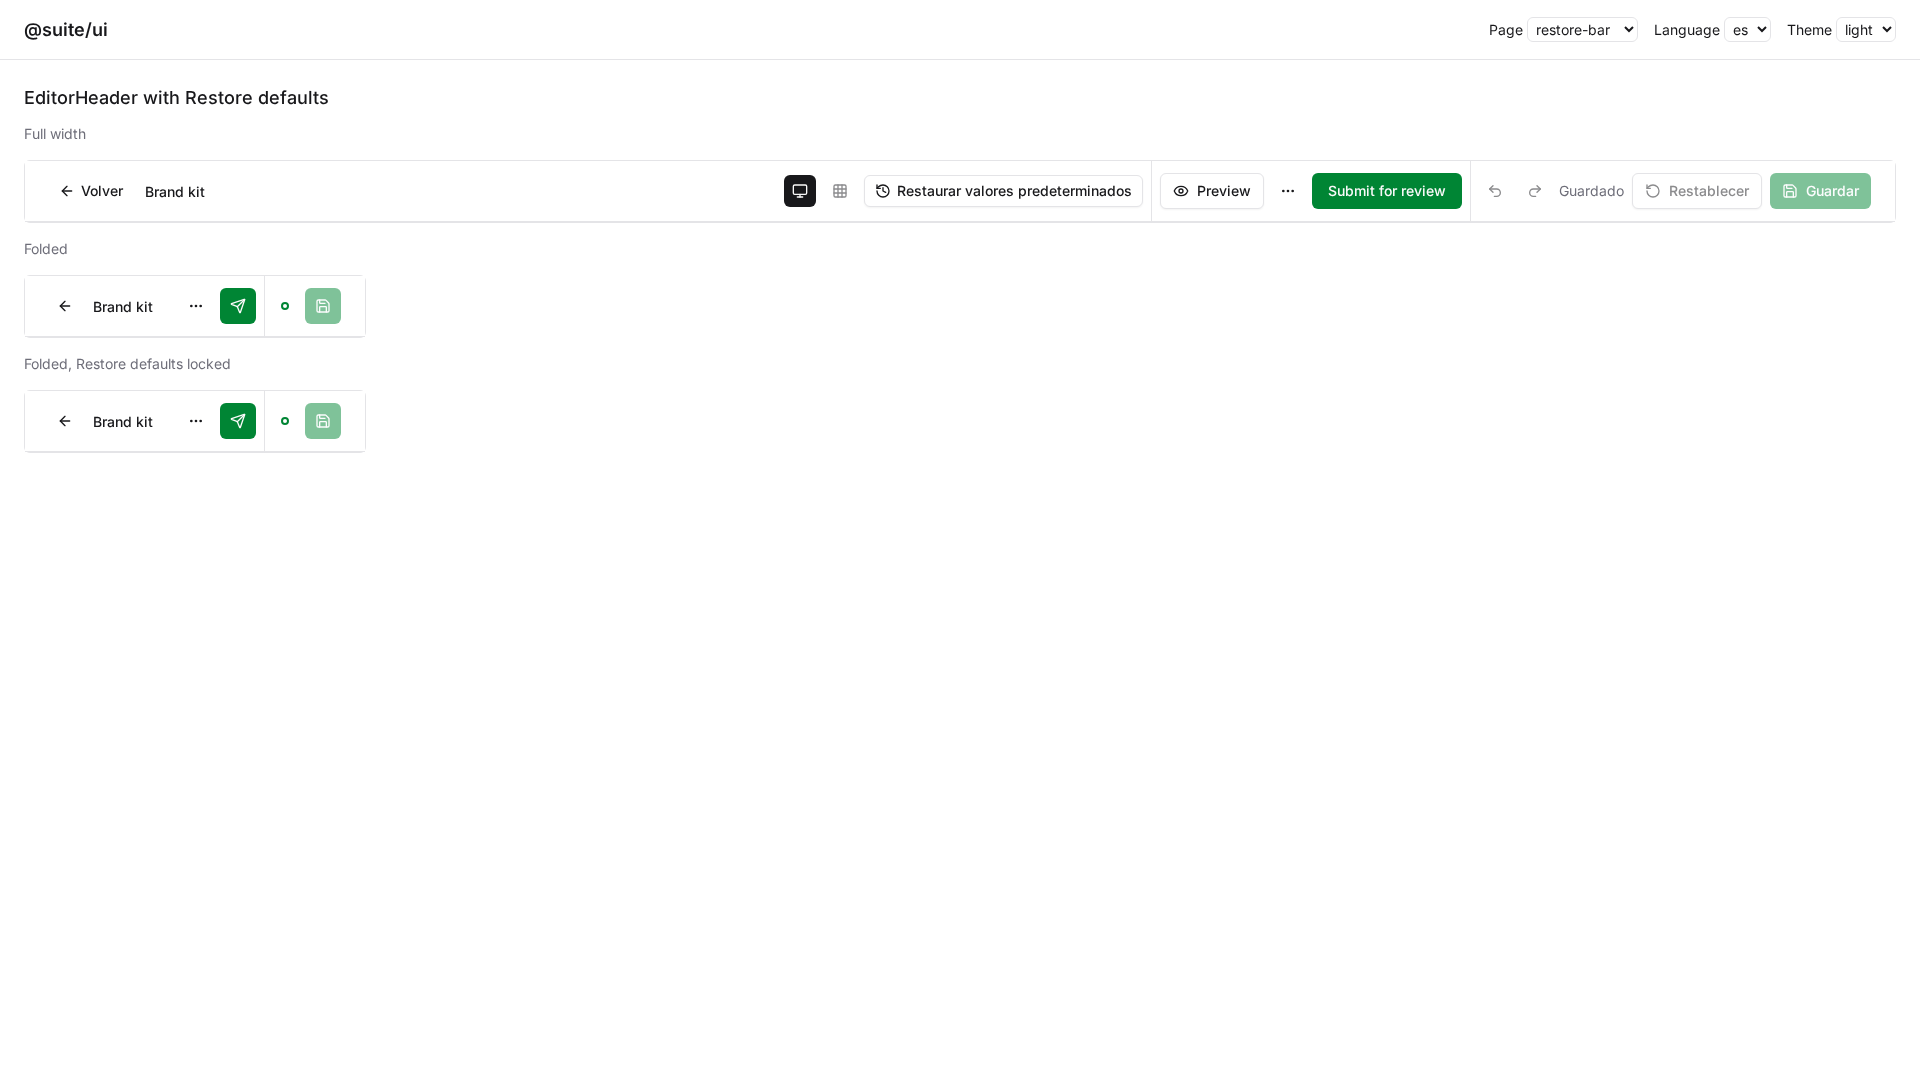 @suite/ui
Page restore-bar Language es Theme light
EditorHeader with Restore defaults
Full width
Volver Brand kit Restaurar valores predeterminados Preview Submit for review Guardado Restablecer Guardar
Folded
Brand kit
Folded, Restore defaults locked
Brand kit